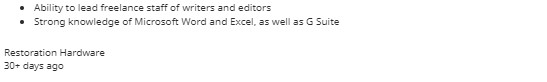 • Ability to lead freelance staff of writers and editors
• Strong knowledge of Microsoft Word and Excel, as well as G Suite
Restoration Hardware
30+ days ago